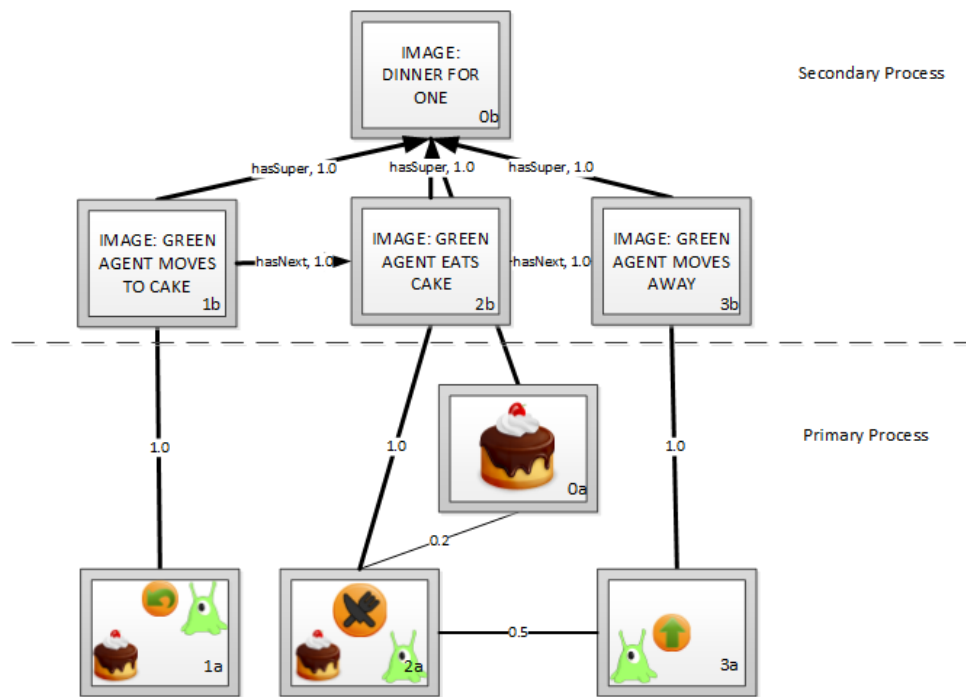 IMAGE:
DINNER FOR
ONE
0b
Secondary Process
hasSuper, 1.0
hasSuper, 1.0
hasSuper, 1.0
IMAGE: GREEN
AGENT MOVES
TO CAKE
1b
hasNext, 1.0
IMAGE: GREEN
AGENT EATS
CAKE
2b
hasNext, 1.0
IMAGE: GREEN
AGENT MOVES
AWAY
3b
Primary Process
1.0
1.0
1.0
0a
0.2
1a
2a
0.5
3a